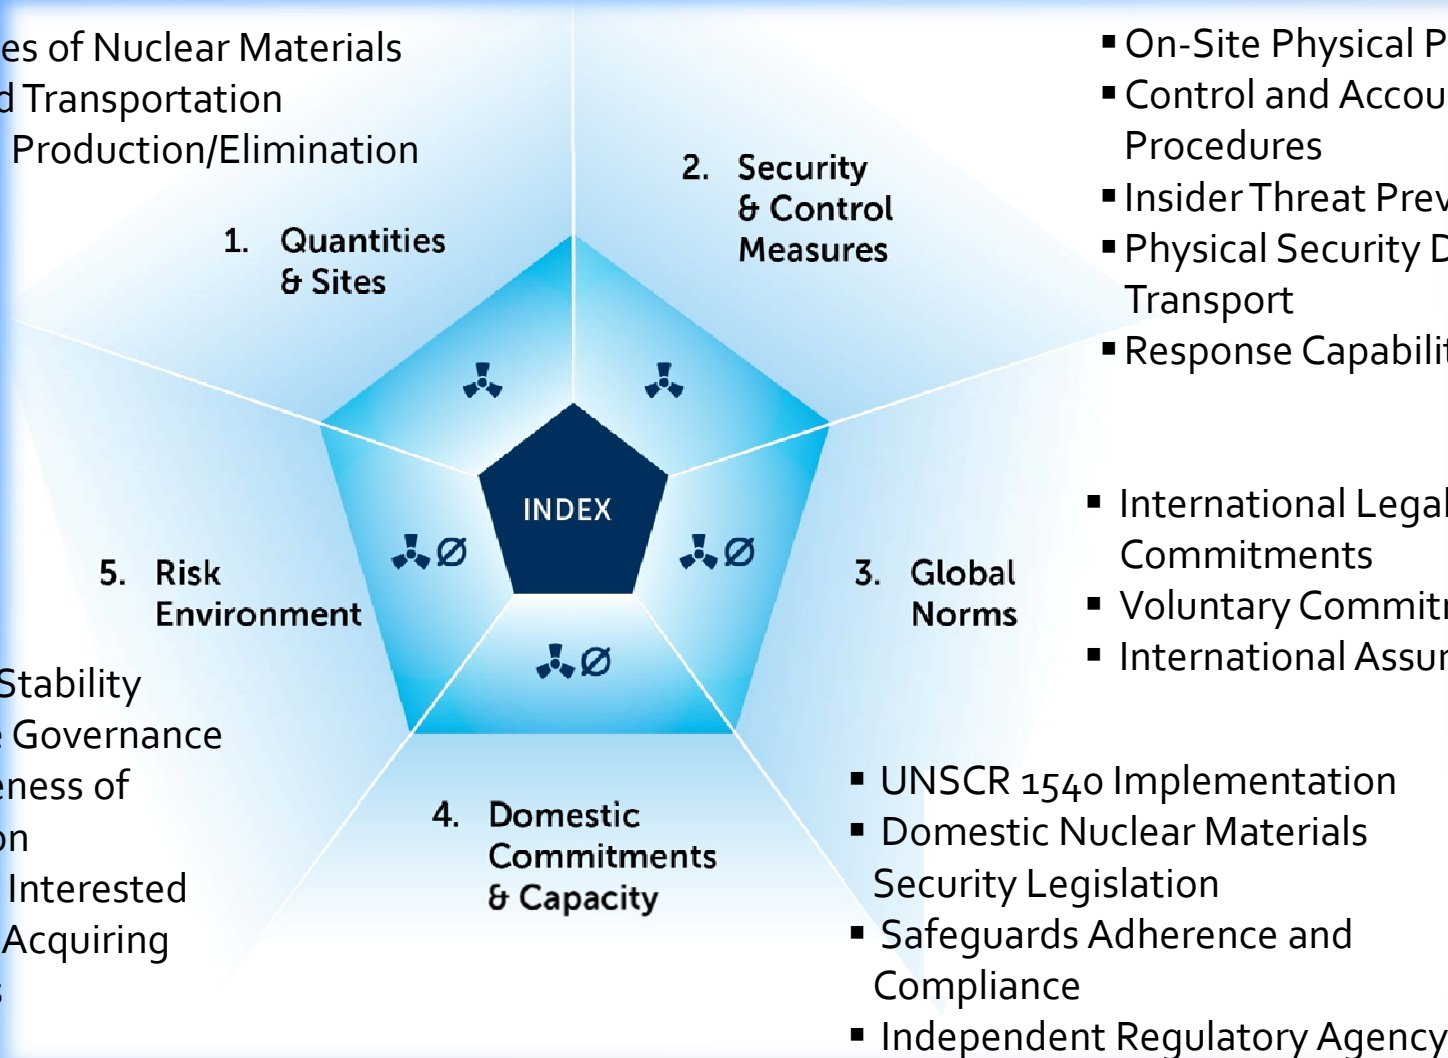 es of Nuclear Materials
d Transportation
Production/Elimination
1. Quantities
& Sites
2. Security
& Control
Measures
▪ On-Site Physical P
▪ Control and Accou
Procedures
▪ Insider Threat Prev
▪ Physical Security D
Transport
▪ Response Capabilit
INDEX
3. Global
Norms
▪ International Legal
Commitments
▪ Voluntary Commitm
▪ International Assur
4. Domestic
Commitments
& Capacity
▪ UNSCR 1540 Implementation
▪ Domestic Nuclear Materials
Security Legislation
▪ Safeguards Adherence and
Compliance
▪ Independent Regulatory Agency
5. Risk
Environment
Stability
e Governance
eness of
on
Interested
Acquiring
s